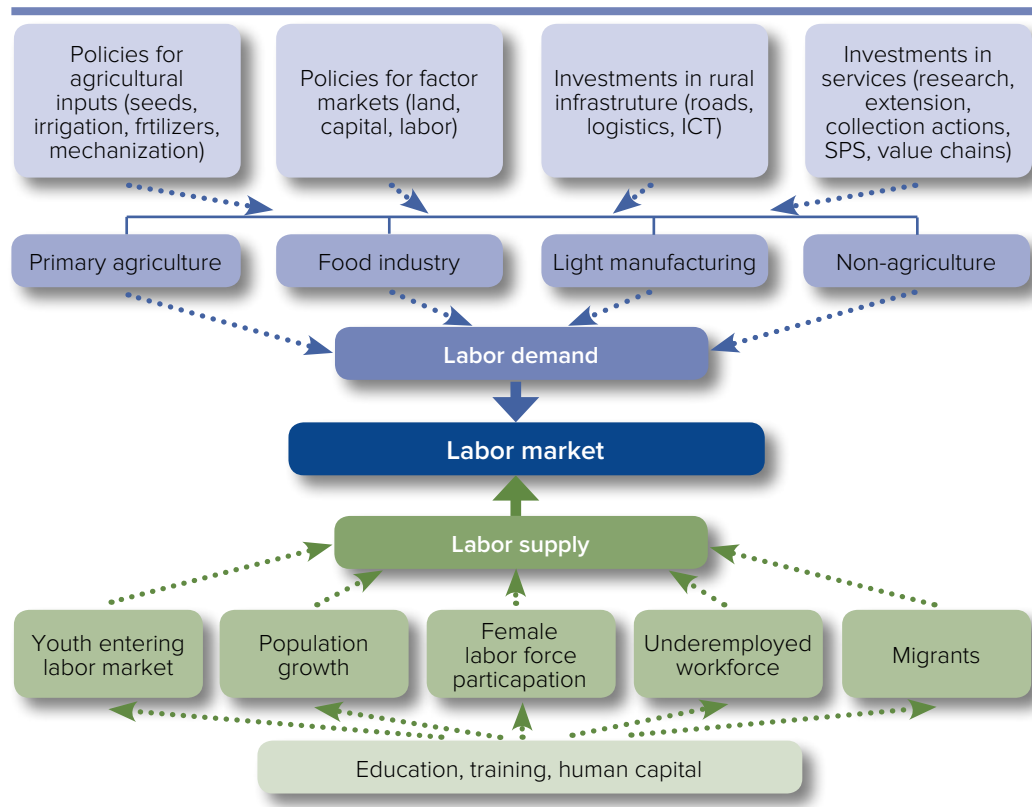 Policies for
agricultural
inputs (seeds,
irrigation, frtilizers,
mechanization)
Policies for factor
markets (land,
capital, labor)
Investments in rural
infrastruture (roads,
logistics, ICT)
Investments in
services (research,
extension,
collection actions,
SPS, value chains)
Primary agriculture
Food industry
Light manufacturing
Non-agriculture
Labor demand
Labor market
Labor supply
Youth entering
labor market
Population
growth
Female
labor force
particapation
Underemployed
workforce
Migrants
Education, training, human capital